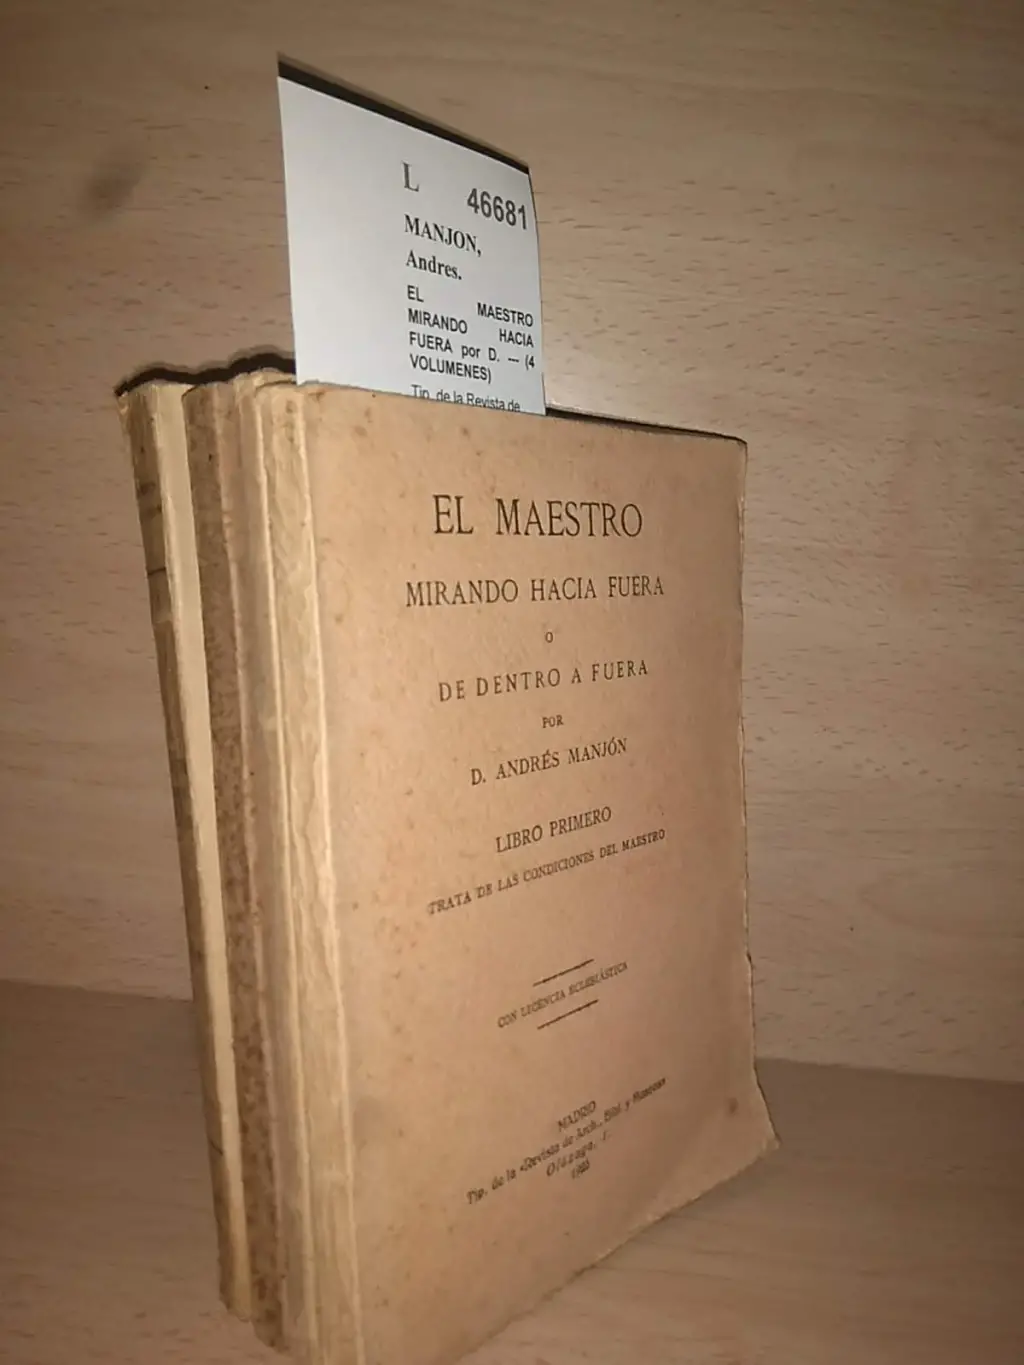 L 46681
MANJON,
Andres.
EL MAESTRO
MIRANDO HACIA
FUERA por D. — (4
VOLUMENES)
Tip. de la Revista de
EL MAESTRO
MIRANDO HACIA FUERA
O
DE DENTRO A FUERA
POR
D. ANDRÉS MANJÓN
LIBRO PRIMERO
TRATA DE LAS CONDICIONES DEL MAESTRO
CON LICENCIA ECLESIÁSTICA
MADRID
Tip. de la «Revista de Arch., Bibl. y Museos»
Olózaga, 1.